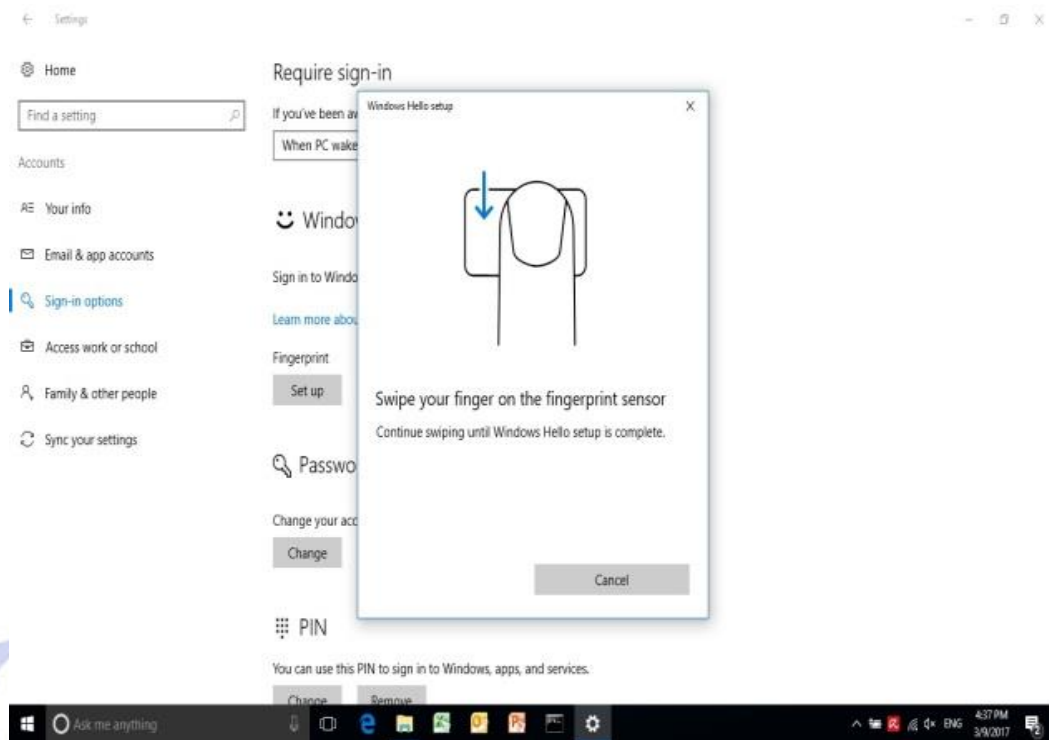 Settings
Home
Find a setting
Accounts
Your info
Email & app accounts
Sign-in options
Access work or school
Family & other people
Sync your settings
Require sign-in
If you've been aw
When PC wake
Window
Sign in to Windo
Learn more abou
Fingerprint
Set up
Passwo
Change your acc
Change
PIN
You can use this PIN to sign in to Windows, apps, and services.
Change Remove
Windows Hello setup
Swipe your finger on the fingerprint sensor
Continue swiping until Windows Hello setup is complete.
Cancel
Ask me anything
ENG
4:37 PM
3/9/2017
2